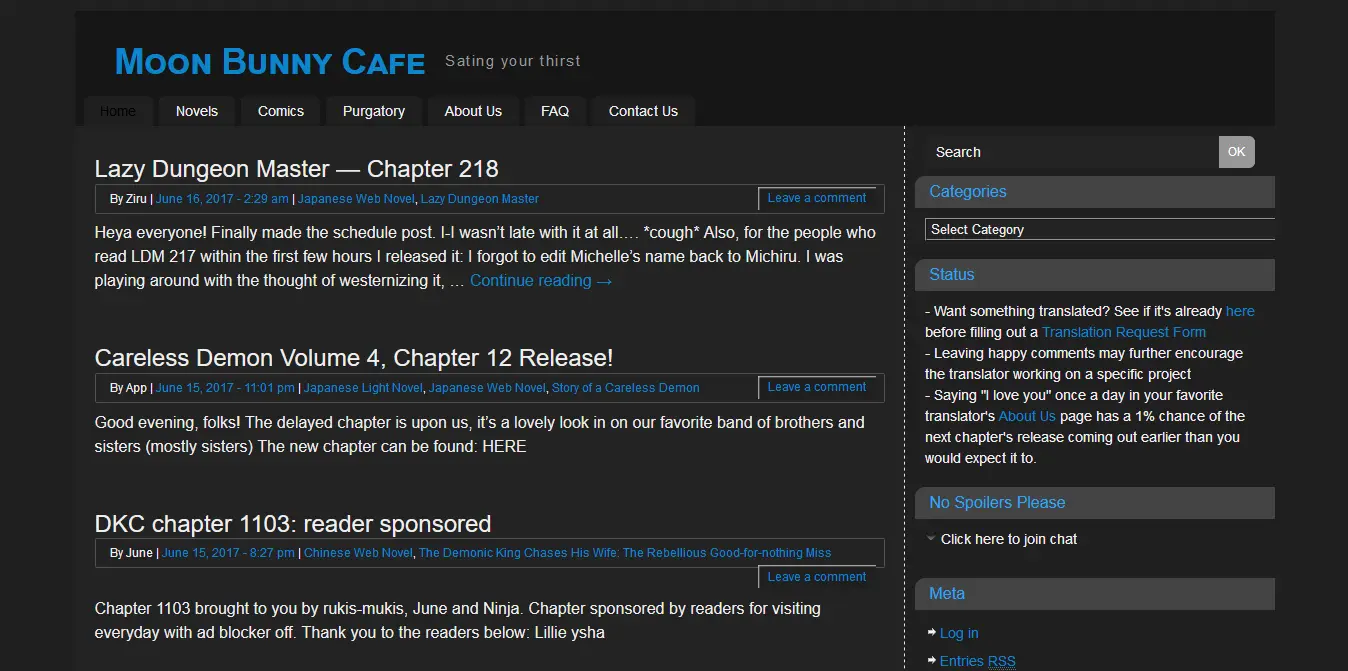 Moon Bunny Cafe Sating your thirst
Home Novels Comics Purgatory About Us FAQ Contact Us
Lazy Dungeon Master — Chapter 218
By Ziru | June 16, 2017 - 2:29 am | Japanese Web Novel, Lazy Dungeon Master
Leave a comment
Heya everyone! Finally made the schedule post. I-I wasn’t late with it at all…. *cough* Also, for the people who
read LDM 217 within the first few hours I released it: I forgot to edit Michelle’s name back to Michiru. I was
playing around with the thought of westernizing it, … Continue reading →
Careless Demon Volume 4, Chapter 12 Release!
By App | June 15, 2017 - 11:01 pm | Japanese Light Novel, Japanese Web Novel, Story of a Careless Demon
Leave a comment
Good evening, folks! The delayed chapter is upon us, it’s a lovely look in on our favorite band of brothers and
sisters (mostly sisters) The new chapter can be found: HERE
DKC chapter 1103: reader sponsored
By June | June 15, 2017 - 8:27 pm | Chinese Web Novel, The Demonic King Chases His Wife: The Rebellious Good-for-nothing Miss
Leave a comment
Chapter 1103 brought to you by rukis-mukis, June and Ninja. Chapter sponsored by readers for visiting
everyday with ad blocker off. Thank you to the readers below: Lillie ysha
Search OK
Categories
Select Category
Status
- Want something translated? See if it's already here
before filling out a Translation Request Form
- Leaving happy comments may further encourage
the translator working on a specific project
- Saying "I love you" once a day in your favorite
translator's About Us page has a 1% chance of the
next chapter's release coming out earlier than you
would expect it to.
No Spoilers Please
Click here to join chat
Meta
Log in
Entries RSS